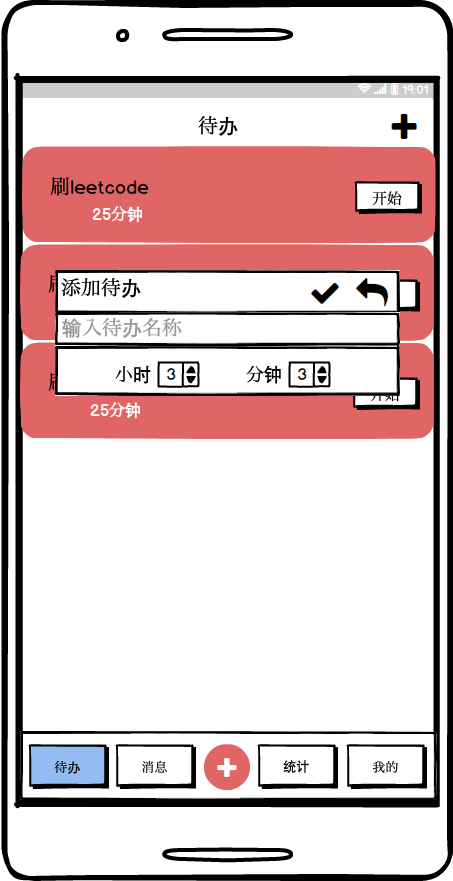 19:01
待办
刷leetcode
开始
25分钟
添加待办
输入待办名称
小时 3 分钟 3
开始
25分钟
待办 消息 统计 我的